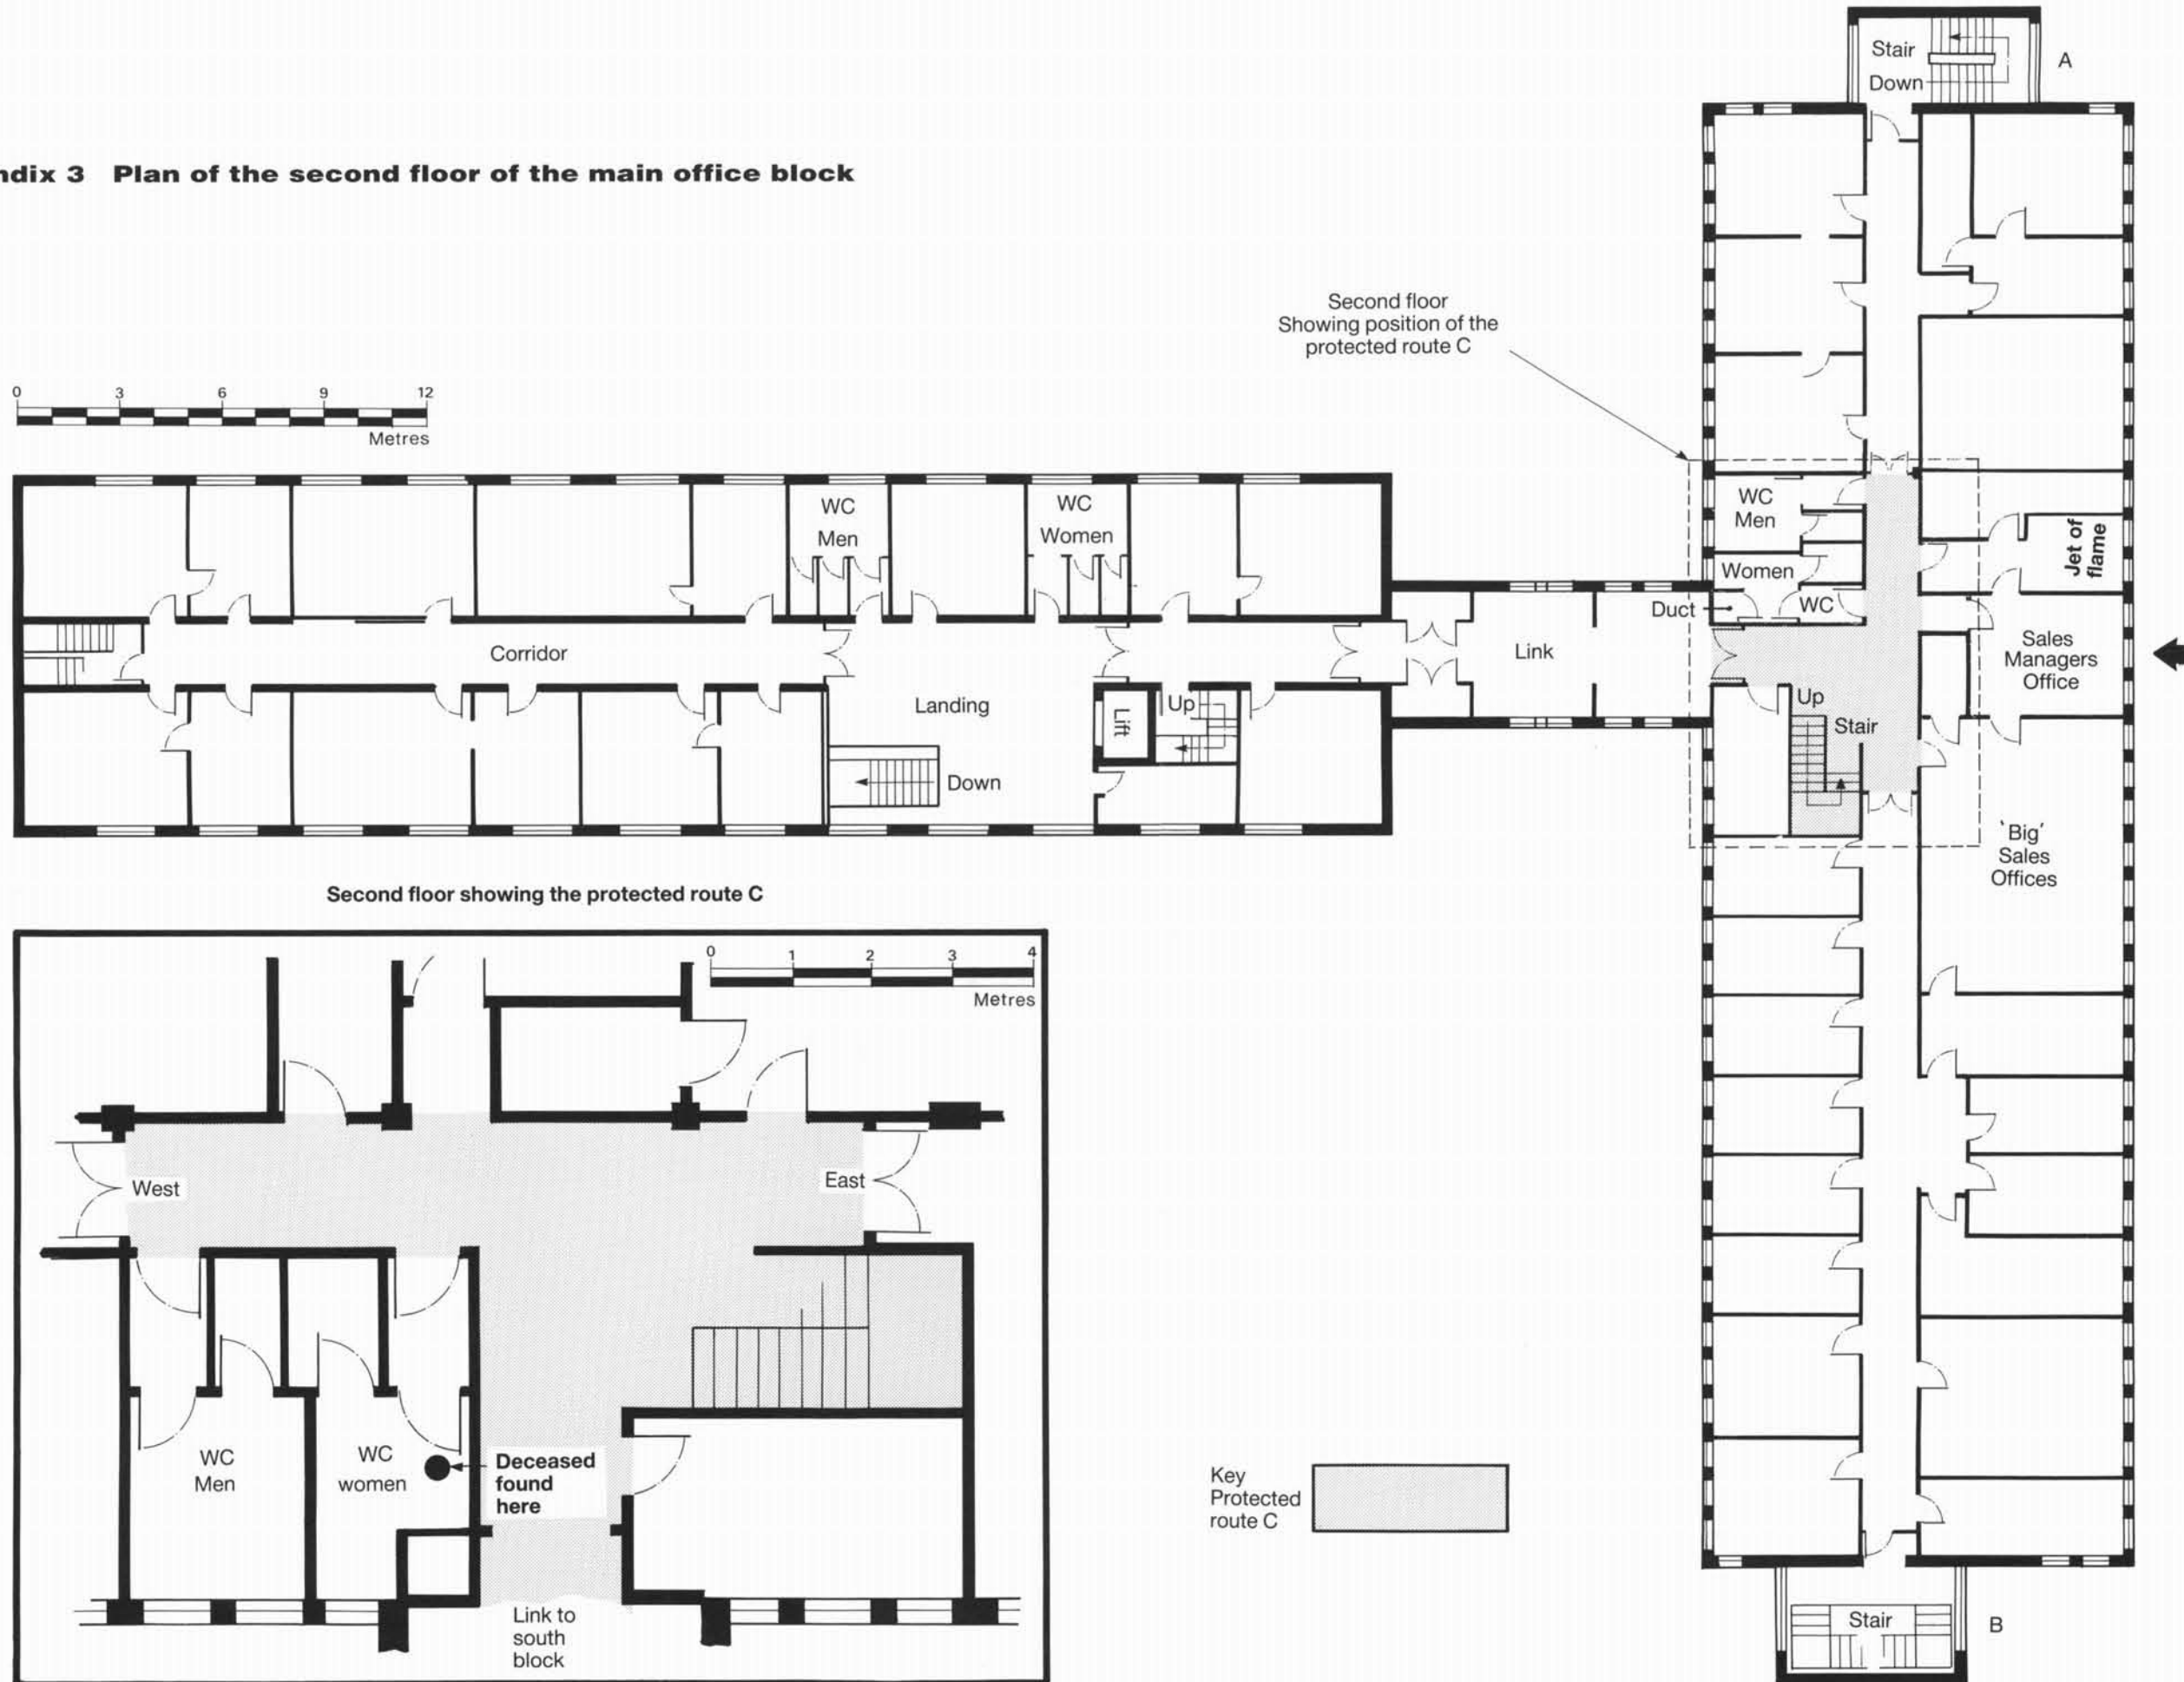 ndix 3 Plan of the second floor of the main office block
0 3 6 9 12
Metres
Second floor
Showing position of the
protected route C
Stair
Down
A
WC
Men
WC
Women
Corridor
Landing
Lift
Up
Down
Link
Duct
WC
Men
Women
WC
Up
Stair
Jet of
flame
Sales
Managers
Office
'Big'
Sales
Offices
Stair
B
Second floor showing the protected route C
0 1 2 3 4
Metres
West
East
WC
Men
WC
women
Deceased
found
here
Link to
south
block
Key
Protected
route C